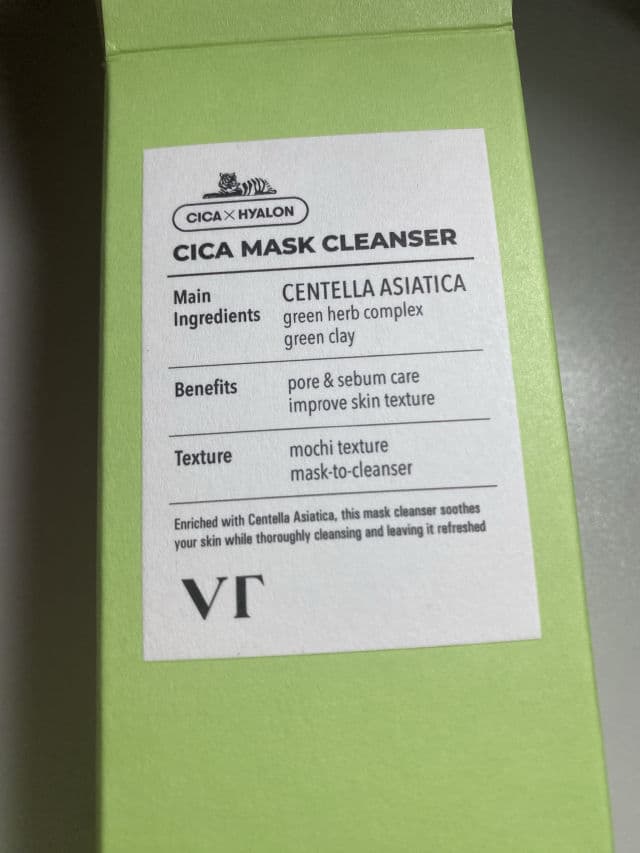 CICA X HYALON
CICA MASK CLEANSER
Main
Ingredients
CENTELLA ASIATICA
green herb complex
green clay
Benefits
pore & sebum care
improve skin texture
Texture
mochi texture
mask-to-cleanser
Enriched with Centella Asiatica, this mask cleanser soothes
your skin while thoroughly cleansing and leaving it refreshed
VT